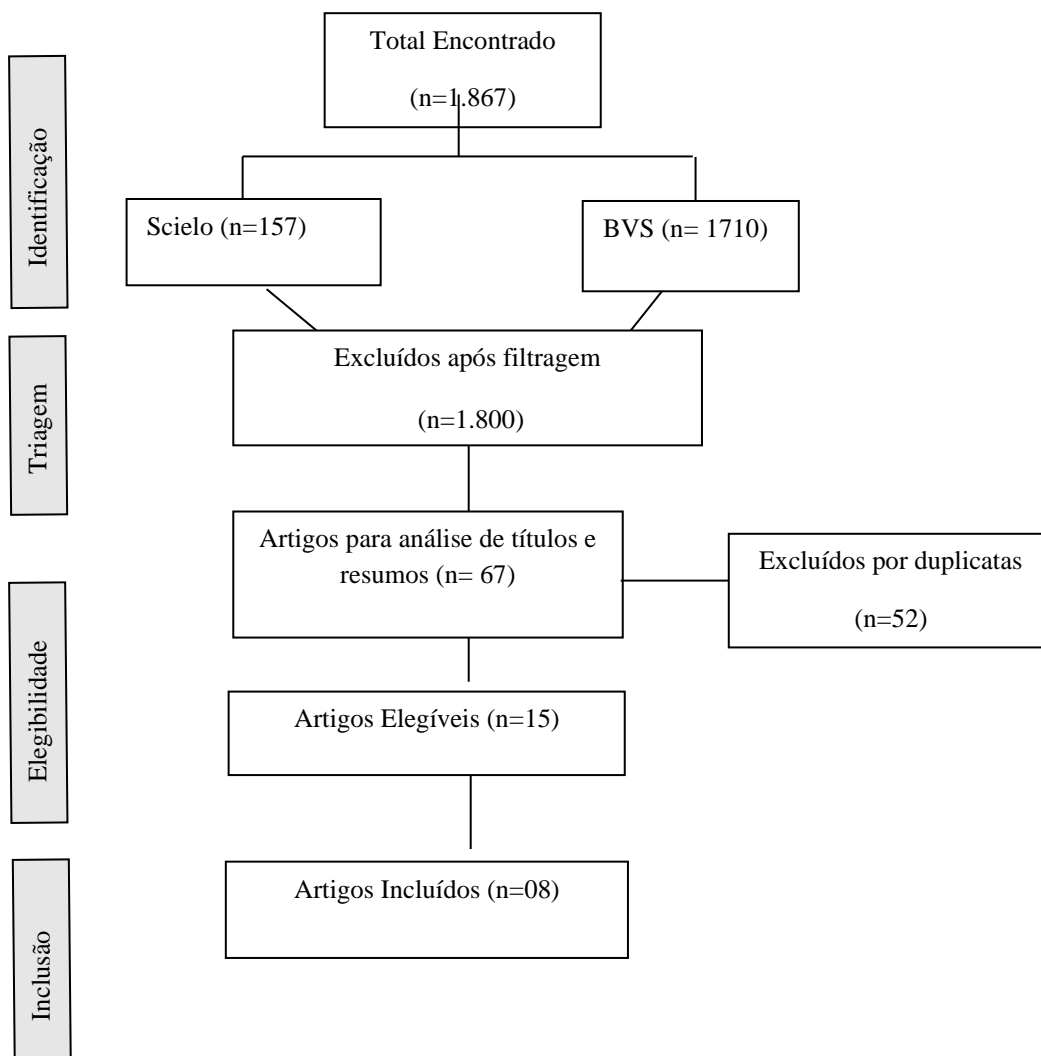 Total Encontrado
(n=1.867)
Identificação
Scielo (n=157)
BVS (n= 1710)
Triagem
Excluídos após filtragem
(n=1.800)
Artigos para análise de títulos e
resumos (n= 67)
Excluídos por duplicatas
(n=52)
Elegibilidade
Artigos Elegíveis (n=15)
Inclusão
Artigos Incluídos (n=08)